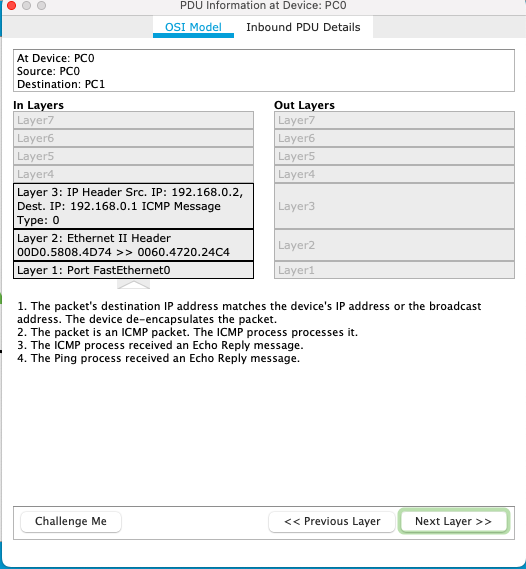 PDU Information at Device: PC0
OSI Model
Inbound PDU Details
At Device: PC0
Source: PC0
Destination: PC1
In Layers
Layer7
Layer6
Layer5
Layer4
Layer 3: IP Header Src. IP: 192.168.0.2,
Dest. IP: 192.168.0.1 ICMP Message
Type: 0
Layer 2: Ethernet II Header
00D0.5808.4D74 >> 0060.4720.24C4
Layer 1: Port FastEthernet0
Out Layers
Layer7
Layer6
Layer5
Layer4
Layer3
Layer2
Layer1
1. The packet's destination IP address matches the device's IP address or the broadcast
address. The device de-encapsulates the packet.
2. The packet is an ICMP packet. The ICMP process processes it.
3. The ICMP process received an Echo Reply message.
4. The Ping process received an Echo Reply message.
Challenge Me
<< Previous Layer
Next Layer >>